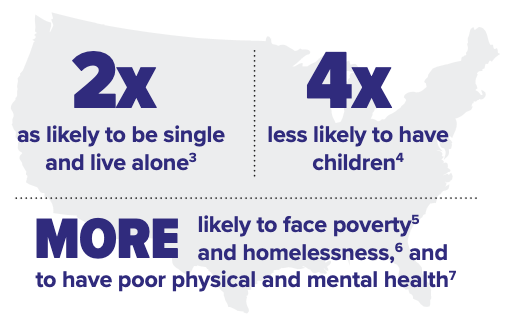 2x
as likely to be single
and live alone³
4x
less likely to have
children⁴
MORE likely to face poverty⁵
and homelessness,⁶ and
to have poor physical and mental health⁷